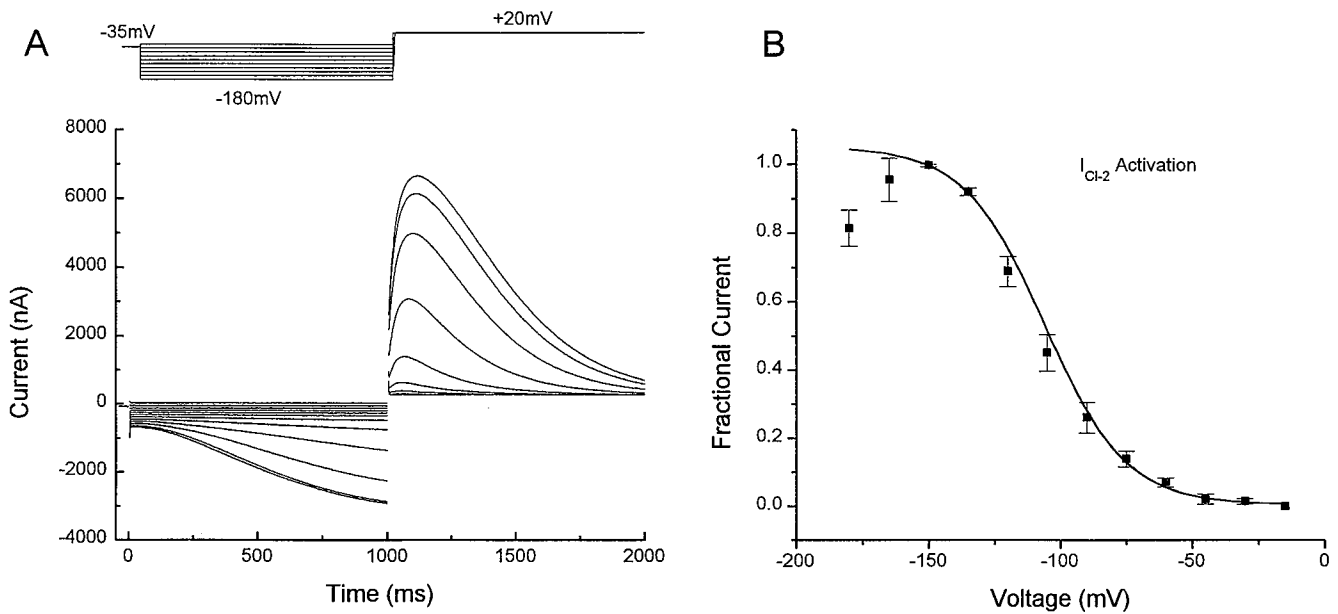 A
-35mV
+20mV
-180mV
8000
6000
4000
2000
0
-2000
-4000
Current (nA)
0
500
1000
1500
2000
Time (ms)
B
I_Cl-2 Activation
1.0
0.8
0.6
0.4
0.2
0.0
Fractional Current
-200
-150
-100
-50
0
Voltage (mV)